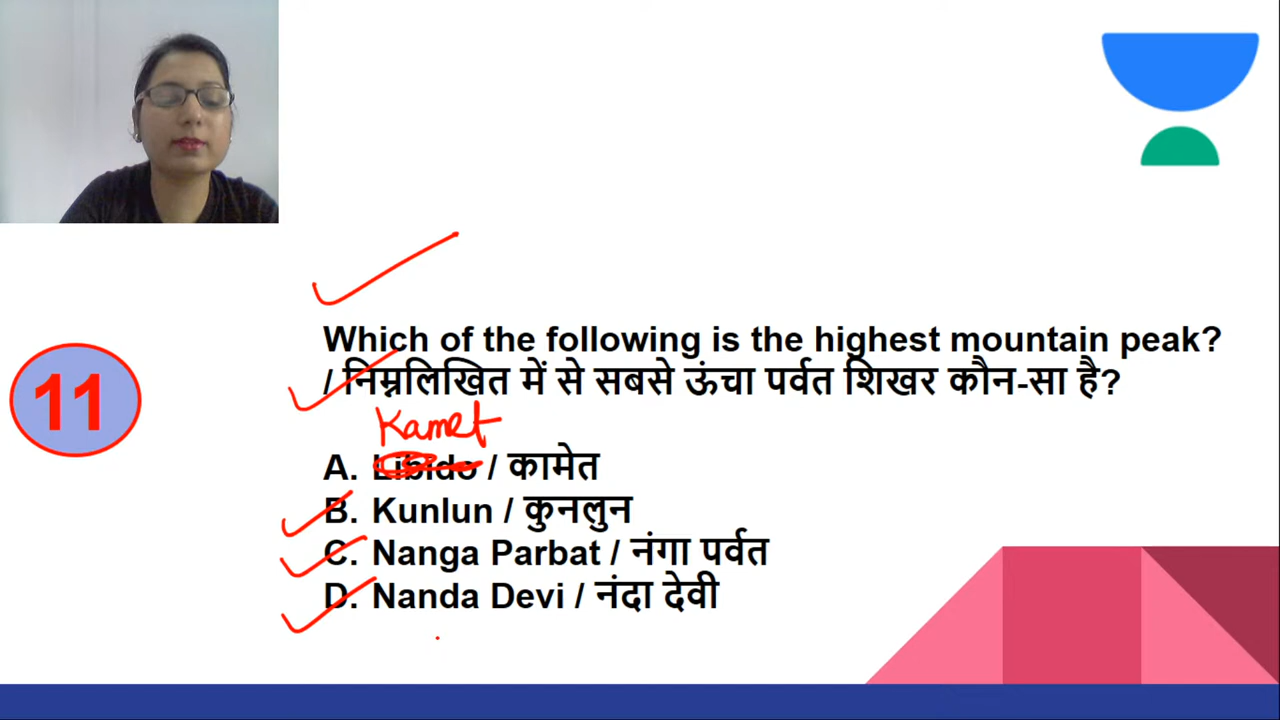 Which of the following is the highest mountain peak?
/ निम्नलिखित में से सबसे ऊंचा पर्वत शिखर कौन-सा है?
11
Kamet
A. Libido / कामेत
B. Kunlun / कुनलुन
C. Nanga Parbat / नंगा पर्वत
D. Nanda Devi / नंदा देवी